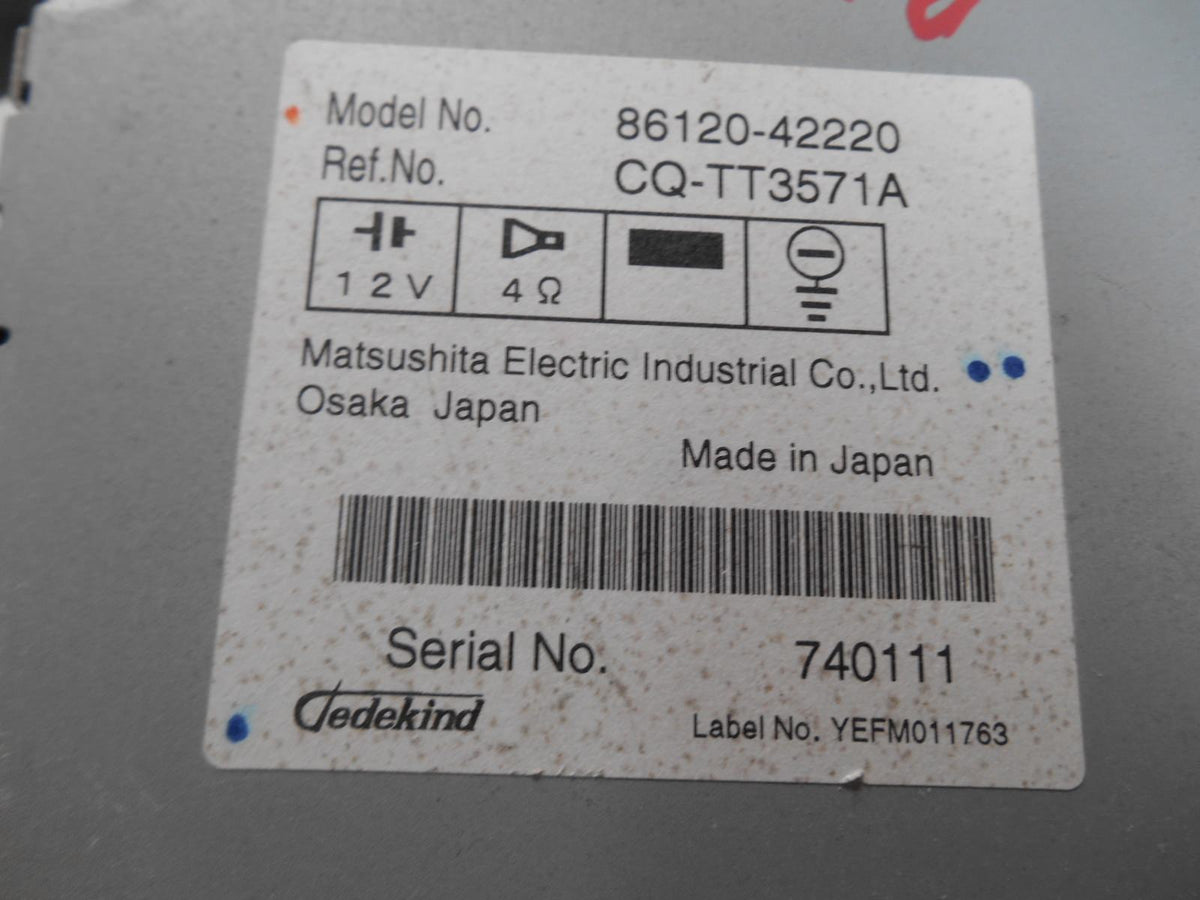 Model No. 86120-42220
Ref.No. CQ-TT3571A
12V 4Ω
Matsushita Electric Industrial Co.,Ltd.
Osaka Japan
Made in Japan
Serial No. 740111
Dedekind
Label No. YEFM011763